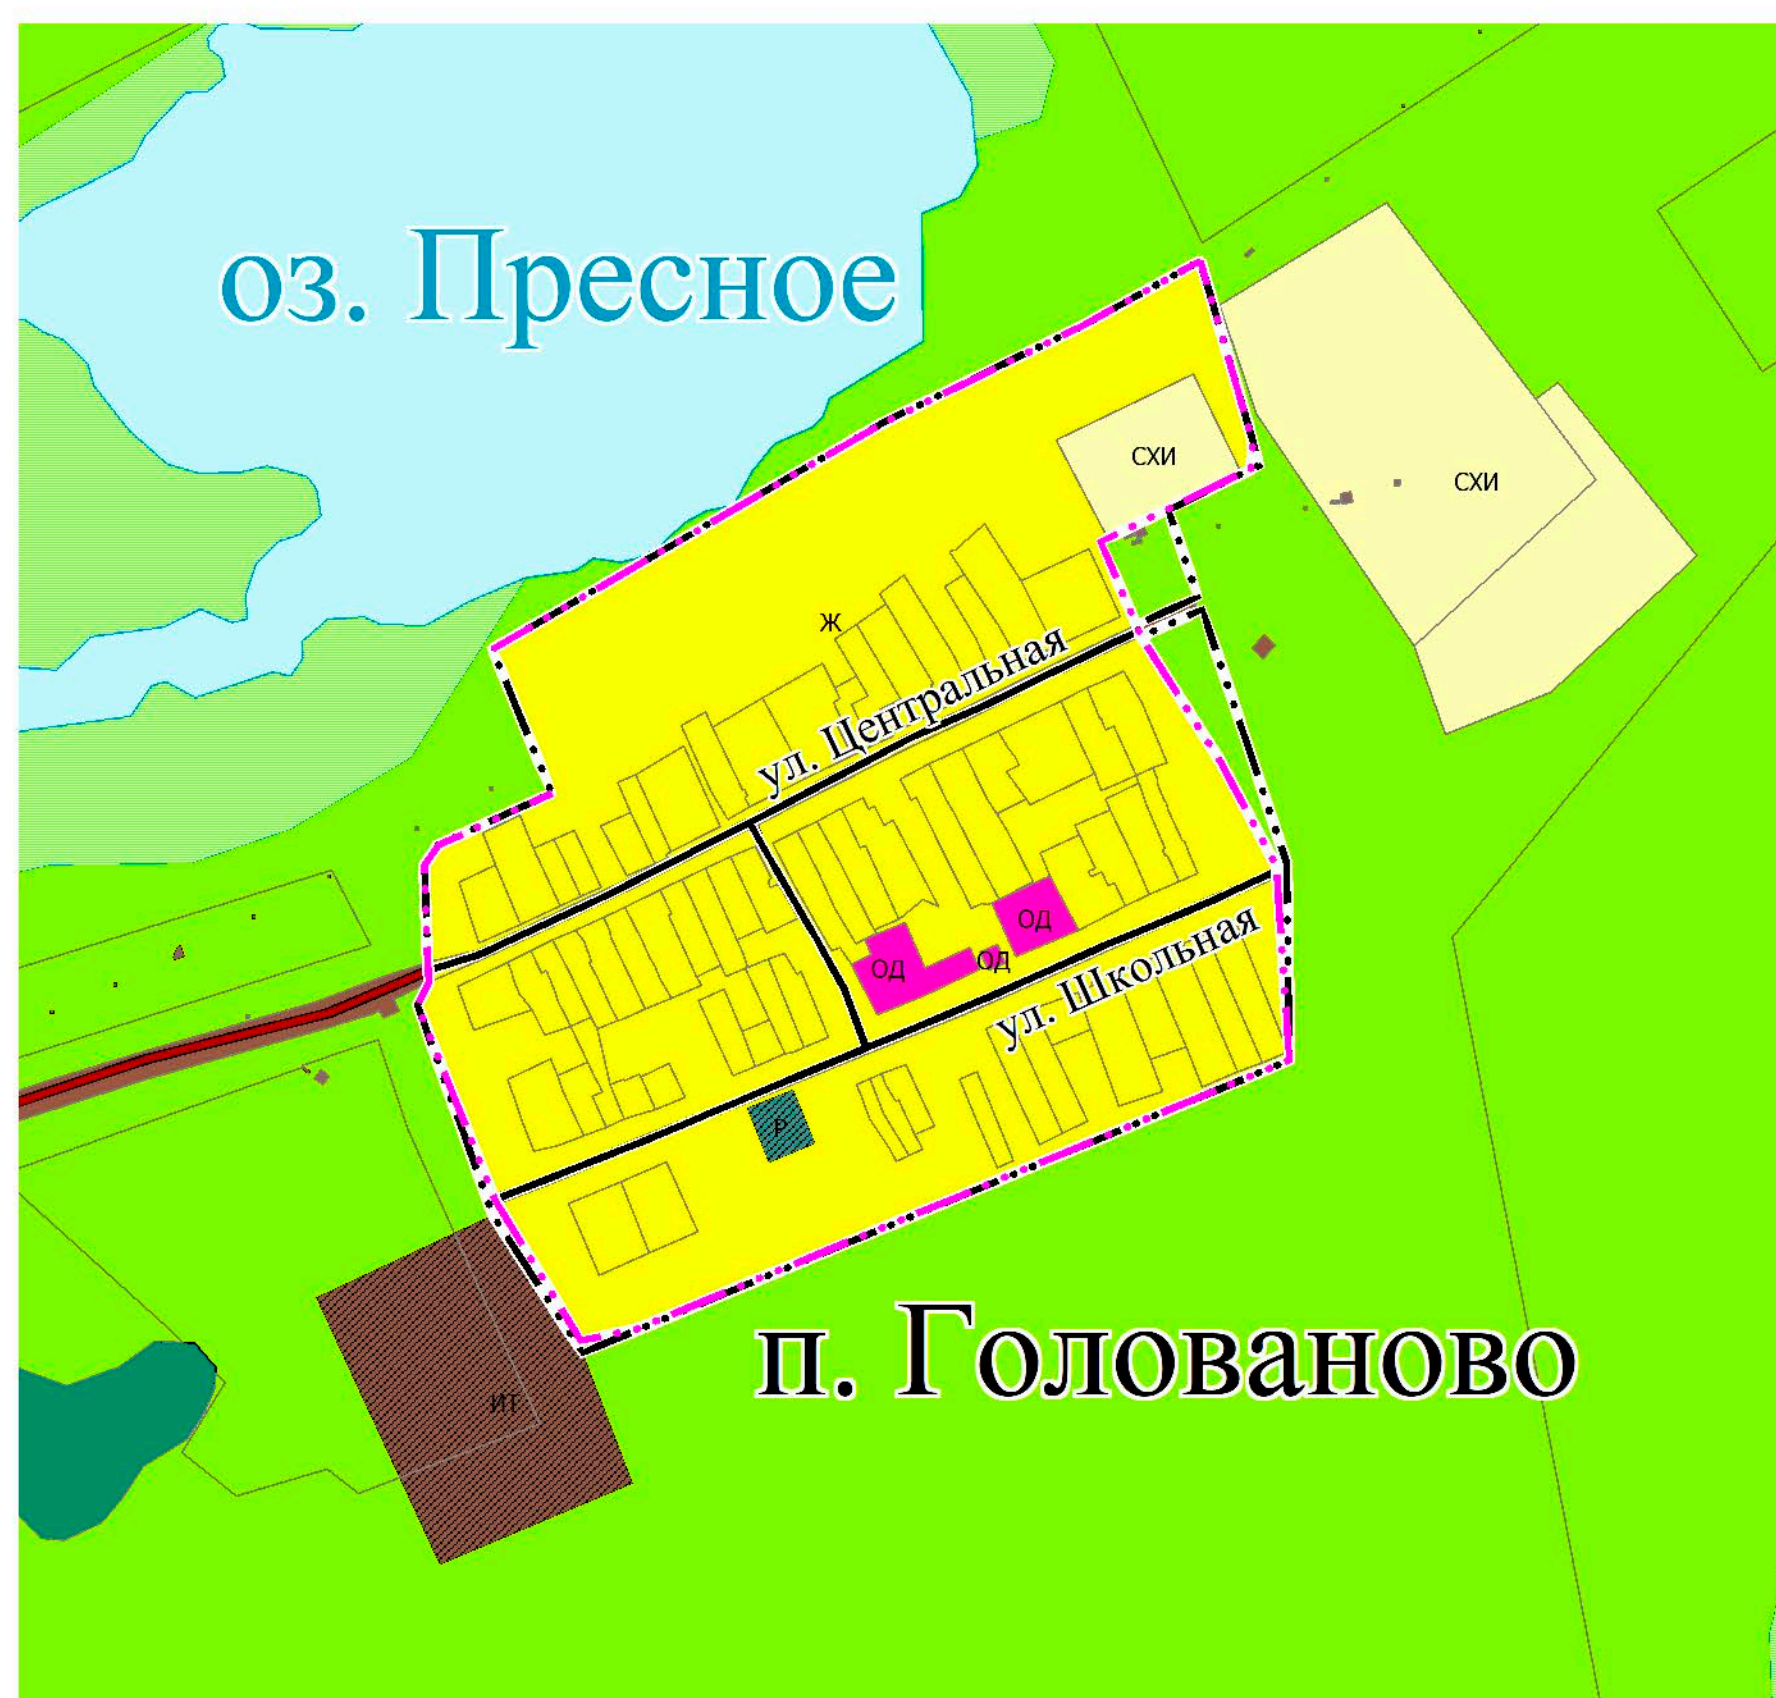 оз. Пресное
СХИ
СХИ
Ж
ул. Центральная
ОД
ОД
ОД
ул. Школьная
Р
п. Голованово
ИТ